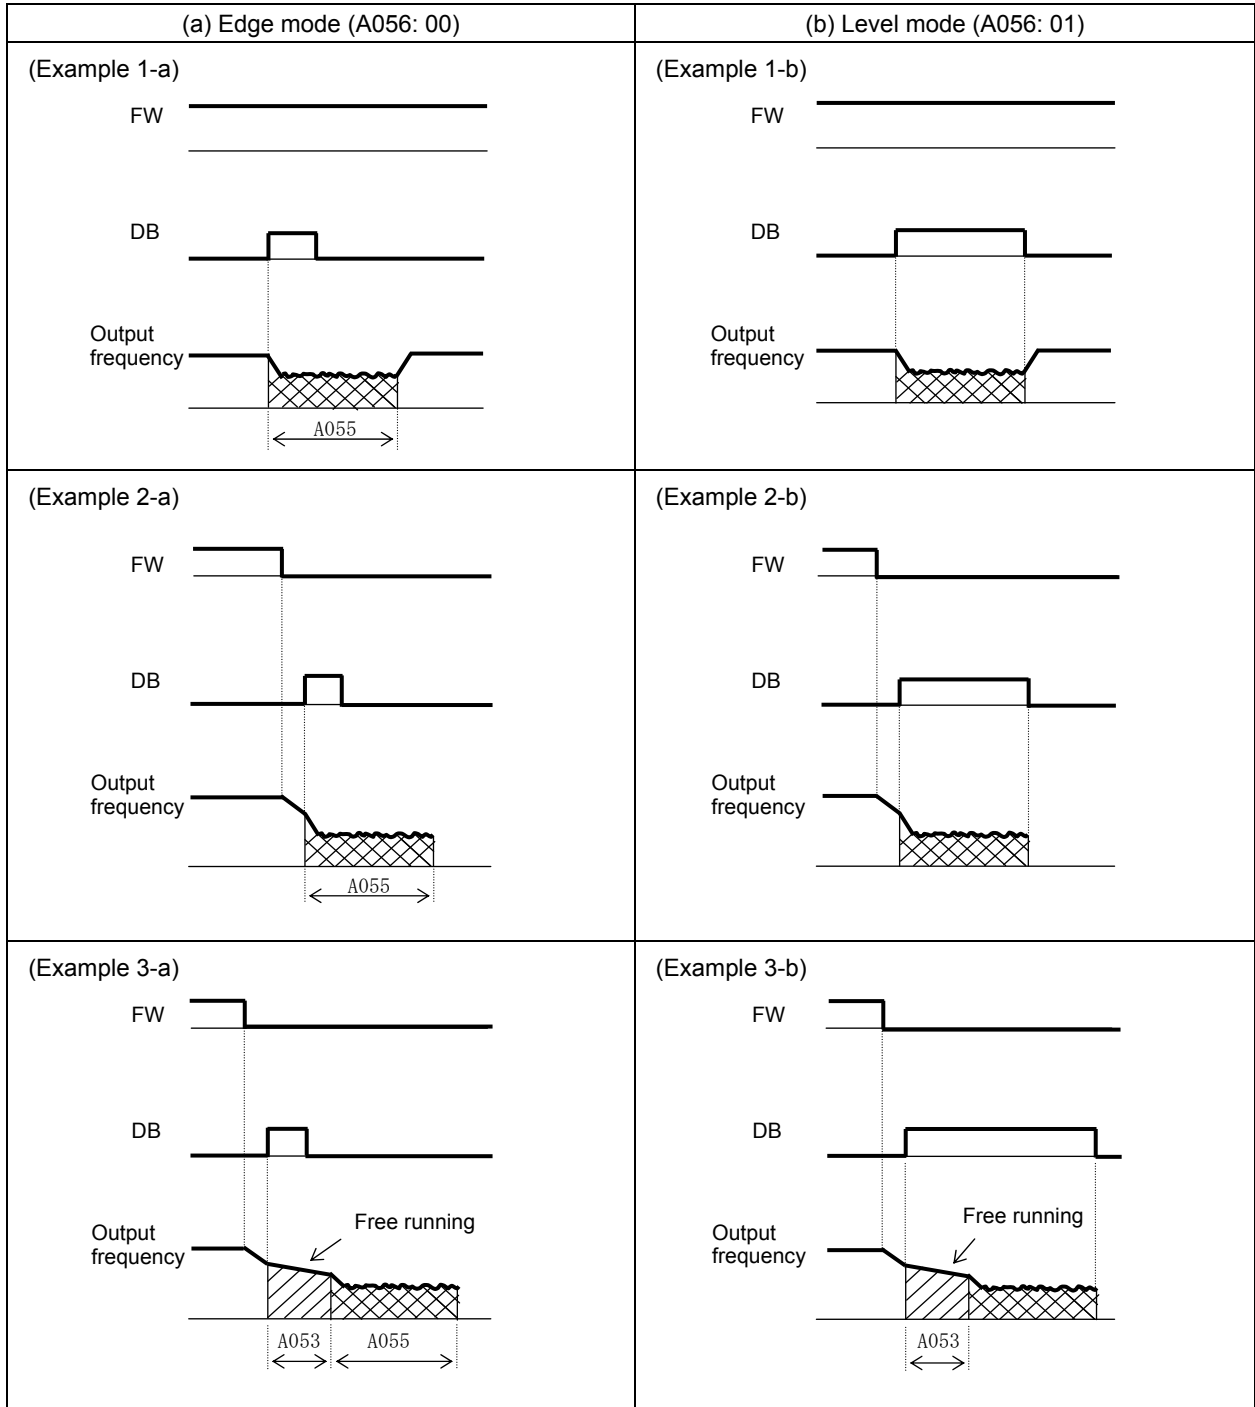 (a) Edge mode (A056: 00)
(b) Level mode (A056: 01)
(Example 1-a)
FW
DB
Output
frequency
A055
(Example 1-b)
FW
DB
Output
frequency
(Example 2-a)
FW
DB
Output
frequency
A055
(Example 2-b)
FW
DB
Output
frequency
(Example 3-a)
FW
DB
Free running
Output
frequency
A053
A055
(Example 3-b)
FW
DB
Free running
Output
frequency
A053